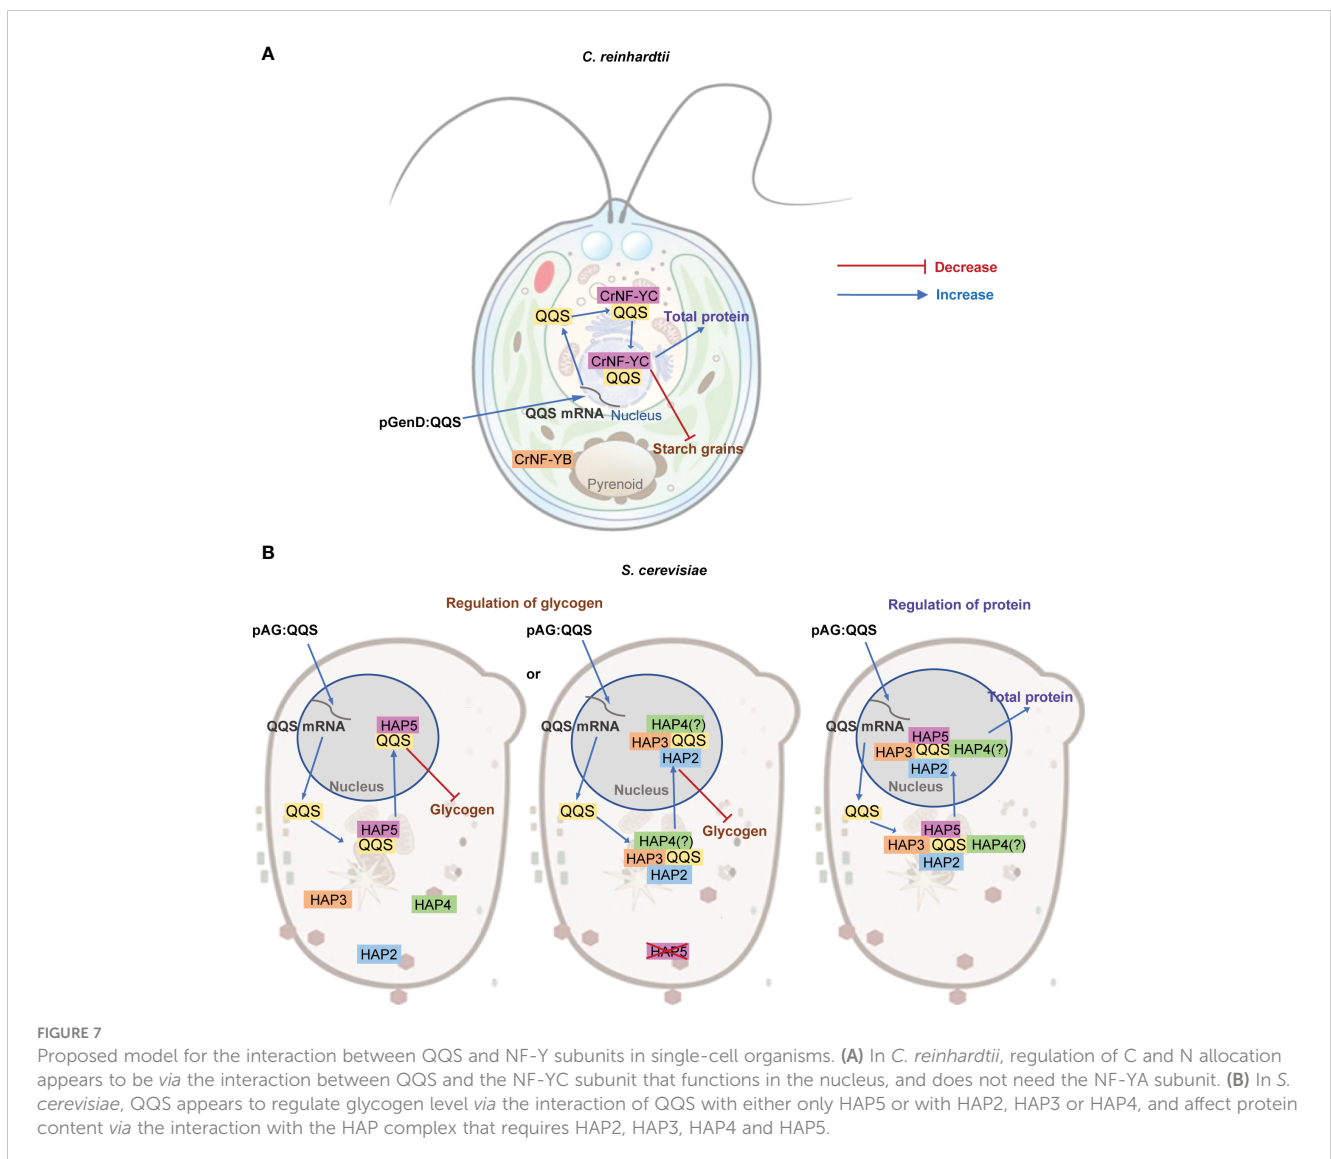 A
C. reinhardtii
Decrease
Increase
CrNF-YC
QQS
QQS
Total protein
CrNF-YC
QQS
pGenD:QQS
QQS mRNA
Nucleus
Starch grains
CrNF-YB
Pyrenoid
B
S. cerevisiae
Regulation of glycogen
Regulation of protein
pAG:QQS
QQS mRNA
HAP5
QQS
Nucleus
QQS
Glycogen
HAP5
QQS
HAP3
HAP4
HAP2
or
pAG:QQS
QQS mRNA
HAP4(?)
HAP3 QQS
HAP2
Nucleus
QQS
Glycogen
HAP4(?)
HAP3 QQS
HAP2
HAP5
pAG:QQS
Total protein
QQS mRNA
HAP5
HAP3 QQS HAP4(?)
HAP2
Nucleus
QQS
HAP5
HAP3 QQS HAP4(?)
HAP2
FIGURE 7
Proposed model for the interaction between QQS and NF-Y subunits in single-cell organisms. (A) In C. reinhardtii, regulation of C and N allocation
appears to be via the interaction between QQS and the NF-YC subunit that functions in the nucleus, and does not need the NF-YA subunit. (B) In S.
cerevisiae, QQS appears to regulate glycogen level via the interaction of QQS with either only HAP5 or with HAP2, HAP3 or HAP4, and affect protein
content via the interaction with the HAP complex that requires HAP2, HAP3, HAP4 and HAP5.